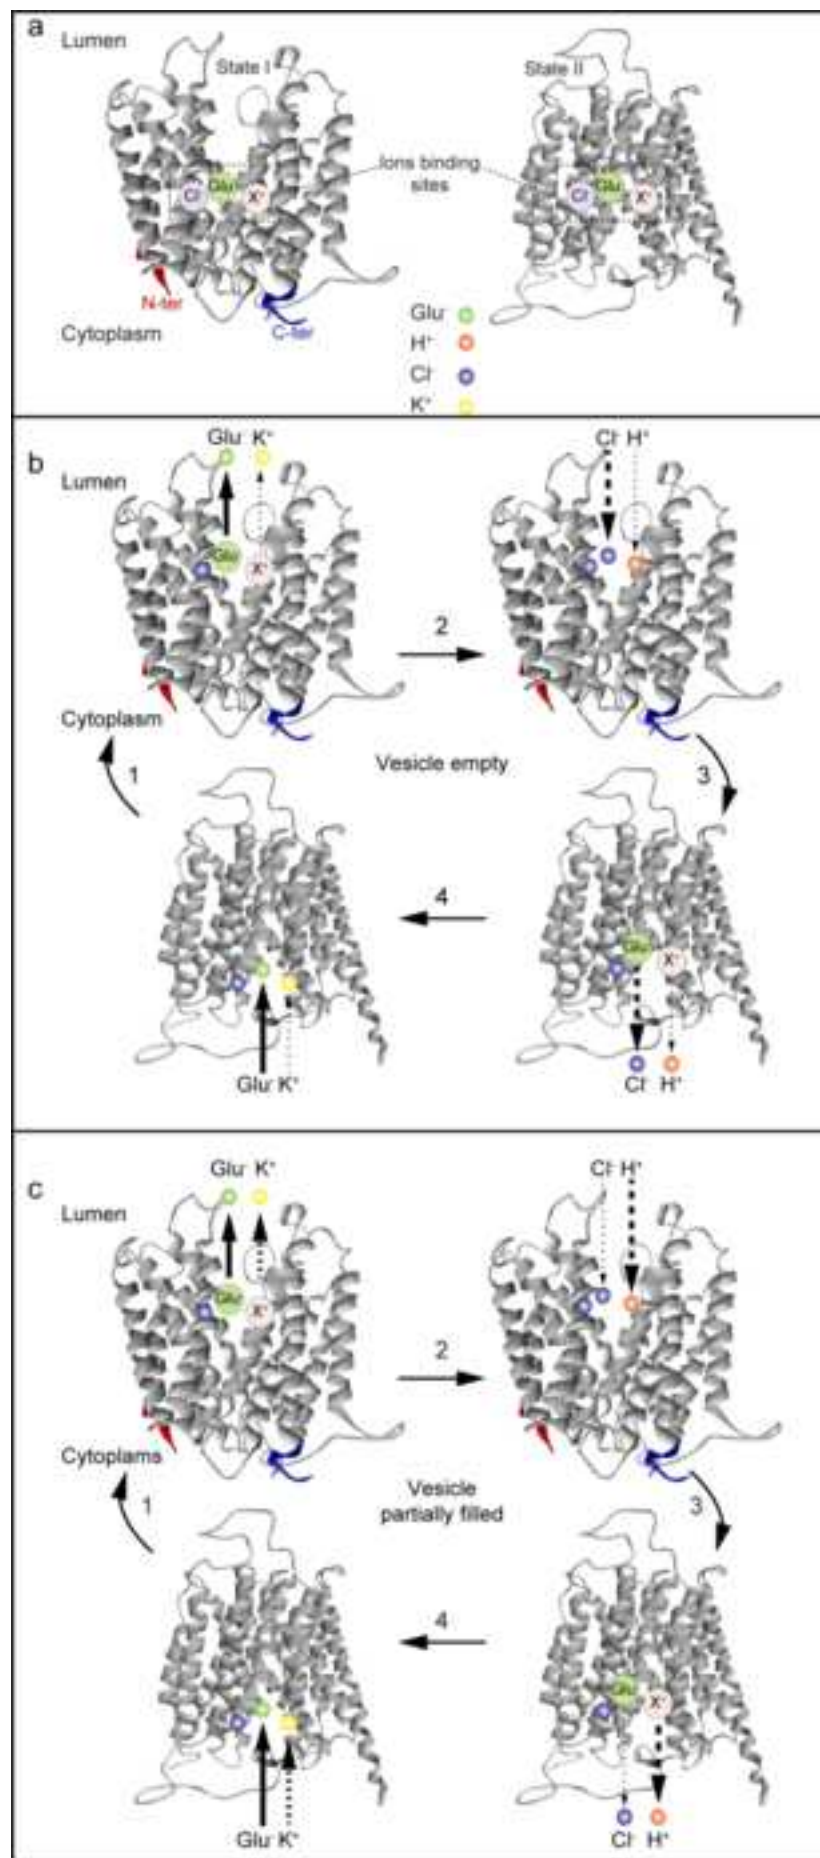 a
Lumen
State I
State II
Ions binding
sites
Cl⁻
Glu⁻
X⁺
Cl⁻
Glu⁻
X⁺
N-ter
C-ter
Cytoplasm
Glu⁻
H⁺
Cl⁻
K⁺
b
Glu⁻ K⁺
Cl⁻ H⁺
Lumen
Glu⁻
X⁺
2
Cytoplasm
Vesicle empty
1
3
4
Glu⁻
X⁺
Glu⁻ K⁺
Cl⁻ H⁺
c
Glu⁻ K⁺
Cl⁻ H⁺
Lumen
Glu⁻
X⁺
2
Cytoplams
Vesicle
partially filled
1
3
4
X⁺
Glu⁻ K⁺
Cl⁻ H⁺